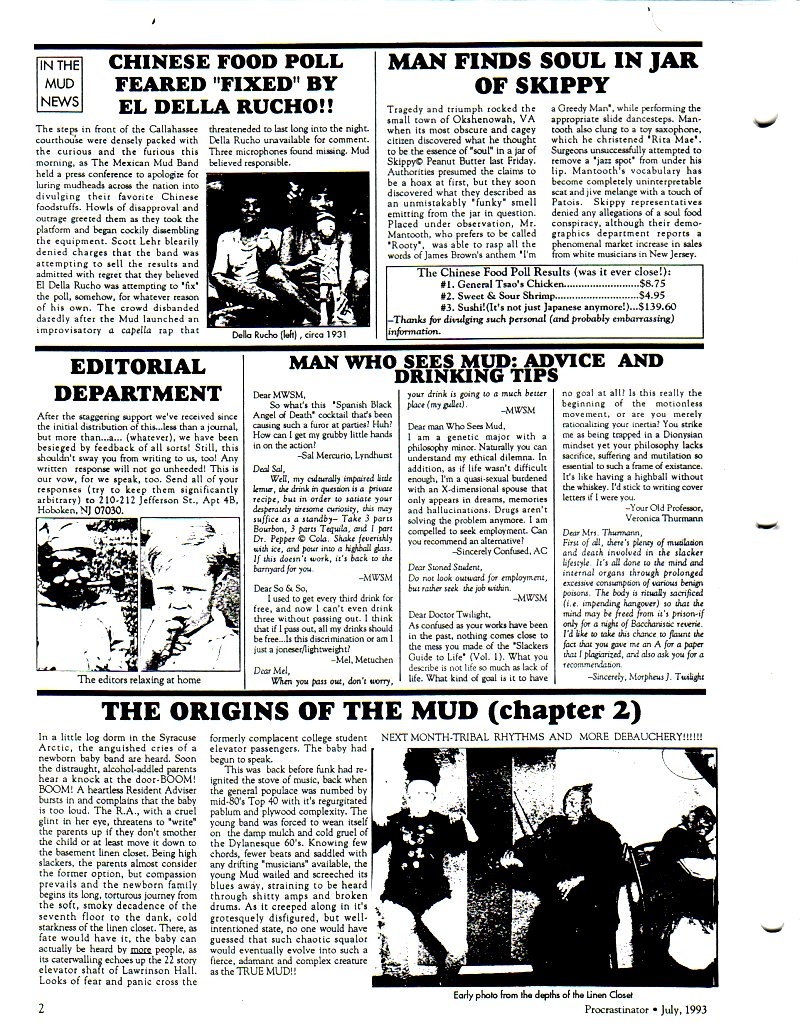 IN THE
MUD
NEWS
CHINESE FOOD POLL
FEARED "FIXED" BY
EL DELLA RUCHO!!
The steps in front of the Callahassee
courthouse were densely packed with
the curious and the furious this
morning, as The Mexican Mud Band
held a press conference to apologize for
luring mudheads across the nation into
divulging their favorite Chinese
foodstuffs. Howls of disapproval and
outrage greeted them as they took the
platform and began cockily dissembling
the equipment. Scott Lehr blearily
denied charges that the band was
attempting to sell the results and
admitted with regret that they believed
El Della Rucho was attempting to "fix"
the poll, somehow, for whatever reason
of his own. The crowd disbanded
dazedly after the Mud launched an
improvisatory a capella rap that
threateneded to last long into the night.
Della Rucho unavailable for comment.
Three microphones found missing. Mud
believed responsible.
Della Rucho (left) , circa 1931
MAN FINDS SOUL IN JAR
OF SKIPPY
Tragedy and triumph rocked the
small town of Okshenowah, VA
when its most obscure and cagey
citizen discovered what he thought
to be the essence of "soul" in a jar of
Skippy© Peanut Butter last Friday.
Authorities presumed the claims to
be a hoax at first, but they soon
discovered what they described as
an unmistakably "funky" smell
emitting from the jar in question.
Placed under observation, Mr.
Mantooth, who prefers to be called
"Rooty", was able to rasp all the
words of James Brown's anthem "I'm
a Greedy Man", while performing the
appropriate slide dancesteps. Man-
tooth also clung to a toy saxophone,
which he christened "Rita Mae".
Surgeons unsuccessfully attempted to
remove a "jazz spot" from under his
lip. Mantooth's vocabulary has
become completely uninterpretable
scat and jive melange with a touch of
Patois. Skippy representatives
denied any allegations of a soul food
conspiracy, although their demo-
graphics department reports a
phenomenal market increase in sales
from white musicians in New Jersey.
The Chinese Food Poll Results (was it ever close!):
#1. General Tsao's Chicken..........................$8.75
#2. Sweet & Sour Shrimp............................$4.95
#3. Sushi!(It's not just Japanese anymore!)...$139.60
–Thanks for divulging such personal (and probably embarrassing)
information.
EDITORIAL
DEPARTMENT
After the staggering support we've received since
the initial distribution of this...less than a journal,
but more than...a... (whatever), we have been
besieged by feedback of all sorts! Still, this
shouldn't sway you from writing to us, too! Any
written response will not go unheeded! This is
our vow, for we speak, too. Send all of your
responses (try to keep them significantly
arbitrary) to 210-212 Jefferson St., Apt 4B,
Hoboken, NJ 07030.
The editors relaxing at home
MAN WHO SEES MUD: ADVICE AND
DRINKING TIPS
Dear MWSM,
So what's this "Spanish Black
Angel of Death" cocktail that's been
causing such a furor at parties? Huh?
How can I get my grubby little hands
in on the action?
–Sal Mercurio, Lyndhurst
Deal Sal,
Well, my culturally impaired little
lemur, the drink in question is a private
recipe, but in order to satiate your
desperately tiresome curiosity, this may
suffice as a standby– Take 3 parts
Bourbon, 3 parts Tequila, and 1 part
Dr. Pepper © Cola. Shake feverishly
with ice, and pour into a highball glass.
If this doesn't work, it's back to the
barnyard for you.
–MWSM
Dear So & So,
I used to get every third drink for
free, and now I can't even drink
three without passing out. I think
that if I pass out, all my drinks should
be free...Is this discrimination or am I
just a joneser/lightweight?
–Mel, Metuchen
Dear Mel,
When you pass out, don't worry,
your drink is going to a much better
place (my gullet).
–MWSM
Dear man Who Sees Mud,
I am a genetic major with a
philosophy minor. Naturally you can
understand my ethical dilemna. In
addition, as if life wasn't difficult
enough, I'm a quasi-sexual burdened
with an X-dimensional spouse that
only appears in dreams, memories
and hallucinations. Drugs aren't
solving the problem anymore. I am
compelled to seek employment. Can
you recommend an alternative?
–Sincerely Confused, AC
Dear Stoned Student,
Do not look outward for employment,
but rather seek the job within.
–MWSM
Dear Doctor Twilight,
As confused as your works have been
in the past, nothing comes close to
the mess you made of the "Slackers
Guide to Life" (Vol. 1). What you
describe is not life so much as lack of
life. What kind of goal is it to have
no goal at all? Is this really the
beginning of the motionless
movement, or are you merely
rationalizing your inertia? You strike
me as being trapped in a Dionysian
mindset yet your philosophy lacks
sacrifice, suffering and mutilation so
essential to such a frame of existance.
It's like having a highball without
the whiskey. I'd stick to writing cover
letters if I were you.
–Your Old Professor,
Veronica Thurmann
Dear Mrs. Thurmann,
First of all, there's plenty of mutilation
and death involved in the slacker
lifestyle. It's all done to the mind and
internal organs through prolonged
excessive consumption of various benign
poisons. The body is ritually sacrificed
(i.e. impending hangover) so that the
mind may be freed from it's prison-if
only for a night of Baccharistic reverie.
I'd like to take this chance to flaunt the
fact that you gave me an A for a paper
that I plagiarized, and also ask you for a
recommendation.
–Sincerely, Morpheus J. Twilight
THE ORIGINS OF THE MUD (chapter 2)
In a little log dorm in the Syracuse
Arctic, the anguished cries of a
newborn baby band are heard. Soon
the distraught, alcohol-addled parents
hear a knock at the door-BOOM!
BOOM! A heartless Resident Adviser
bursts in and complains that the baby
is too loud. The R.A., with a cruel
glint in her eye, threatens to "write"
the parents up if they don't smother
the child or at least move it down to
the basement linen closet. Being high
slackers, the parents almost consider
the former option, but compassion
prevails and the newborn family
begins its long, torturous journey from
the soft, smoky decadence of the
seventh floor to the dank, cold
starkness of the linen closet. There, as
fate would have it, the baby can
actually be heard by more people, as
its caterwauling echoes up the 22 story
elevator shaft of Lawrinson Hall.
Looks of fear and panic cross the
formerly complacent college student
elevator passengers. The baby had
begun to speak.
This was back before funk had re-
ignited the stove of music, back when
the general populace was numbed by
mid-80's Top 40 with it's regurgitated
pablum and plywood complexity. The
young band was forced to wean itself
on the damp mulch and cold gruel of
the Dylanesque 60's. Knowing few
chords, fewer beats and saddled with
any drifting "musicians" available, the
young Mud wailed and screeched its
blues away, straining to be heard
through shitty amps and broken
drums. As it creeped along in it's
grotesquely disfigured, but well-
intentioned state, no one would have
guessed that such chaotic squalor
would eventually evolve into such a
fierce, adamant and complex creature
as the TRUE MUD!!
NEXT MONTH-TRIBAL RHYTHMS AND MORE DEBAUCHERY!!!!!!
Early photo from the depths of the Linen Closet
2
Procrastinator • July, 1993